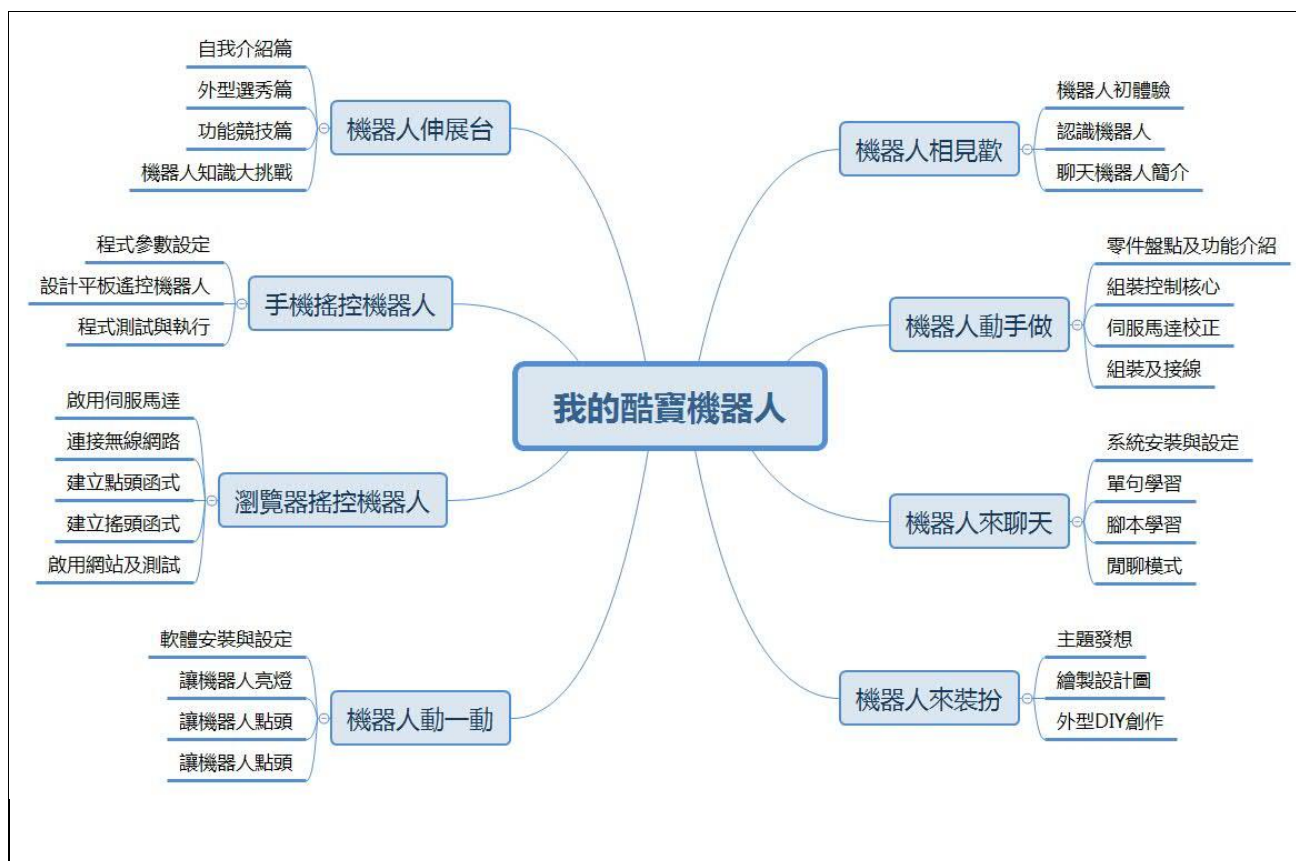 我的酷寶機器人
機器人相見歡
機器人初體驗
認識機器人
聊天機器人簡介
機器人動手做
零件盤點及功能介紹
組裝控制核心
伺服馬達校正
組裝及接線
機器人來聊天
系統安裝與設定
單句學習
腳本學習
閒聊模式
機器人來裝扮
主題發想
繪製設計圖
外型DIY創作
機器人動一動
軟體安裝與設定
讓機器人亮燈
讓機器人點頭
讓機器人點頭
瀏覽器搖控機器人
啟用伺服馬達
連接無線網路
建立點頭函式
建立搖頭函式
啟用網站及測試
手機搖控機器人
程式參數設定
設計平板遙控機器人
程式測試與執行
機器人伸展台
自我介紹篇
外型選秀篇
功能競技篇
機器人知識大挑戰